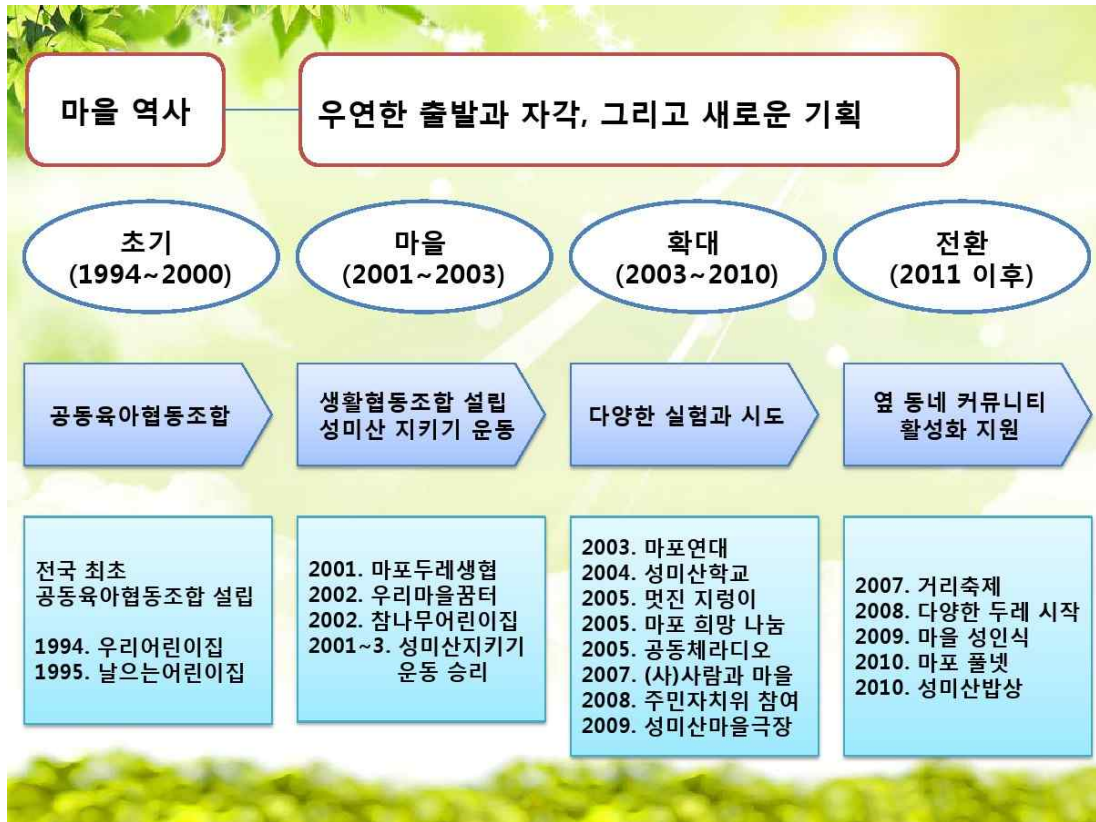 마을 역사
우연한 출발과 자각, 그리고 새로운 기획
초기
(1994~2000)
마을
(2001~2003)
확대
(2003~2010)
전환
(2011 이후)
공동육아협동조합
생활협동조합 설립
성미산 지키기 운동
다양한 실험과 시도
옆 동네 커뮤니티
활성화 지원
전국 최초
공동육아협동조합 설립
1994. 우리어린이집
1995. 날으는어린이집
2001. 마포두레생협
2002. 우리마을꿈터
2002. 참나무어린이집
2001~3. 성미산지키기
운동 승리
2003. 마포연대
2004. 성미산학교
2005. 멋진 지렁이
2005. 마포 희망 나눔
2005. 공동체라디오
2007. (사)사람과 마을
2008. 주민자치위 참여
2009. 성미산마을극장
2007. 거리축제
2008. 다양한 두레 시작
2009. 마을 성인식
2010. 마포 풀넷
2010. 성미산밥상